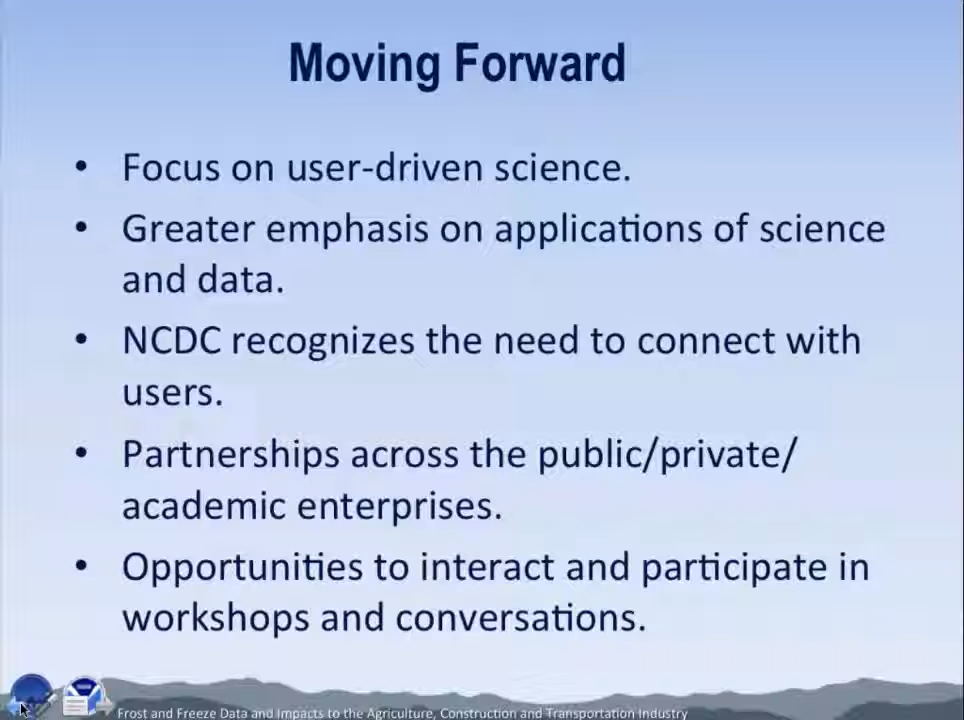 Moving Forward
• Focus on user-driven science.
• Greater emphasis on applications of science
and data.
• NCDC recognizes the need to connect with
users.
• Partnerships across the public/private/
academic enterprises.
• Opportunities to interact and participate in
workshops and conversations.
Frost and Freeze Data and Impacts to the Agriculture, Construction and Transportation Industry